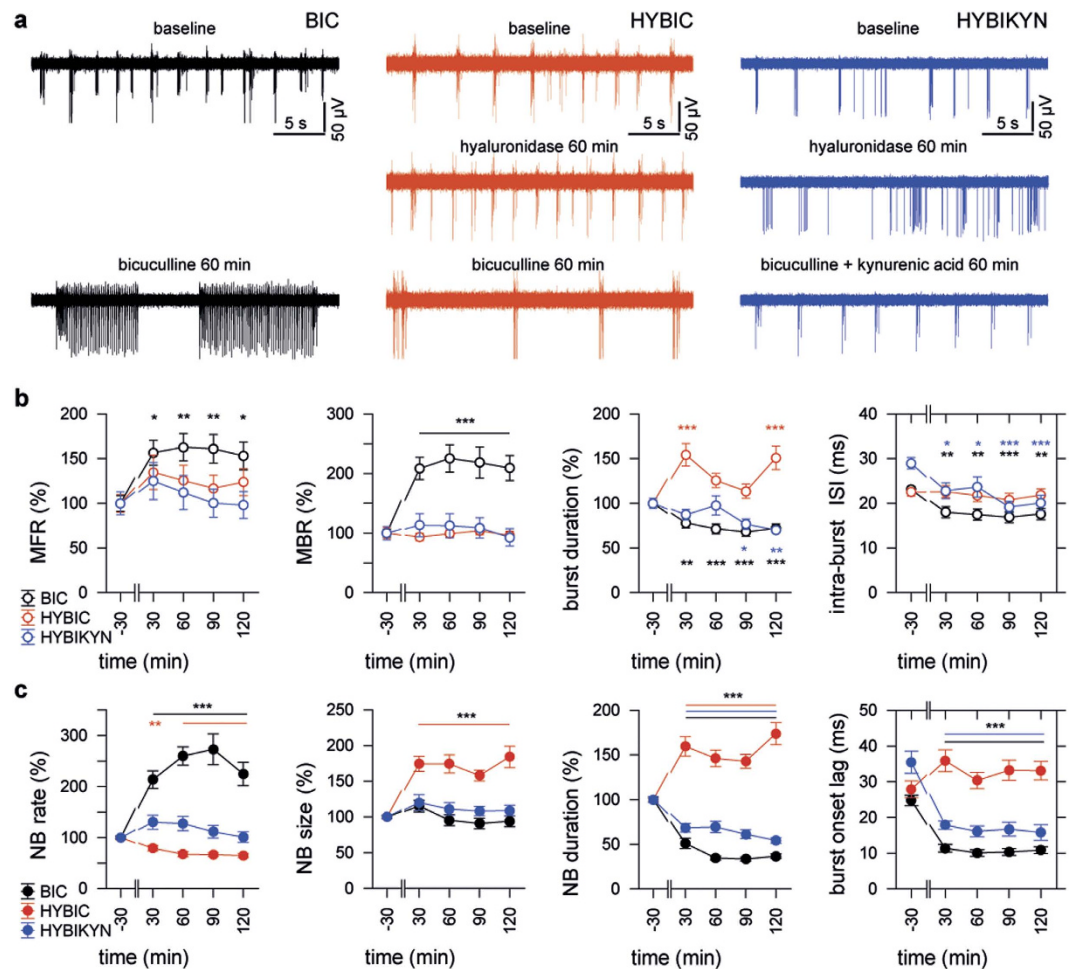 a
BIC
HYBIC
HYBIKYN
baseline
baseline
baseline
5 s
50 µV
5 s
50 µV
5 s
50 µV
hyaluronidase 60 min
hyaluronidase 60 min
bicuculline 60 min
bicuculline 60 min
bicuculline + kynurenic acid 60 min
b
MFR (%)
200
150
100
50
0
* ** ** *
-30 30 60 90 120
time (min)
BIC
HYBIC
HYBIKYN
MBR (%)
300
200
100
0
***
-30 30 60 90 120
time (min)
burst duration (%)
200
150
100
50
0
*** ***
* **
** *** *** ***
-30 30 60 90 120
time (min)
intra-burst ISI (ms)
40
30
20
10
0
* * *** ***
** ** *** **
-30 30 60 90 120
time (min)
c
NB rate (%)
300
200
100
0
** ***
-30 30 60 90 120
time (min)
BIC
HYBIC
HYBIKYN
NB size (%)
250
200
150
100
50
0
***
-30 30 60 90 120
time (min)
NB duration (%)
200
150
100
50
0
***
-30 30 60 90 120
time (min)
burst onset lag (ms)
50
40
30
20
10
0
***
-30 30 60 90 120
time (min)